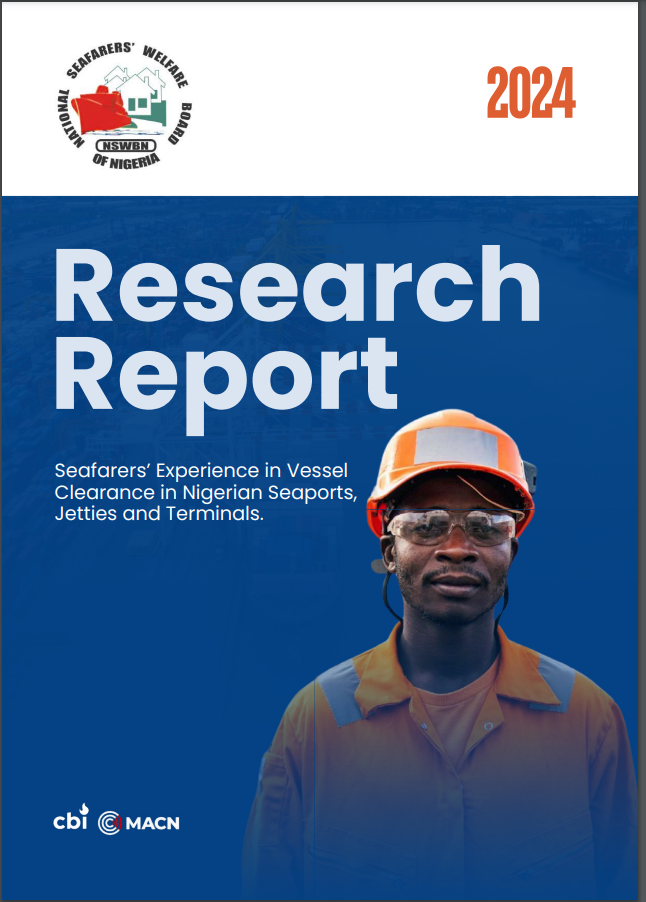 NATIONAL SEAFARERS' WELFARE BOARD
NSWBN
OF NIGERIA
2024
Research
Report
Seafarers’ Experience in Vessel
Clearance in Nigerian Seaports,
Jetties and Terminals.
cbi MACN